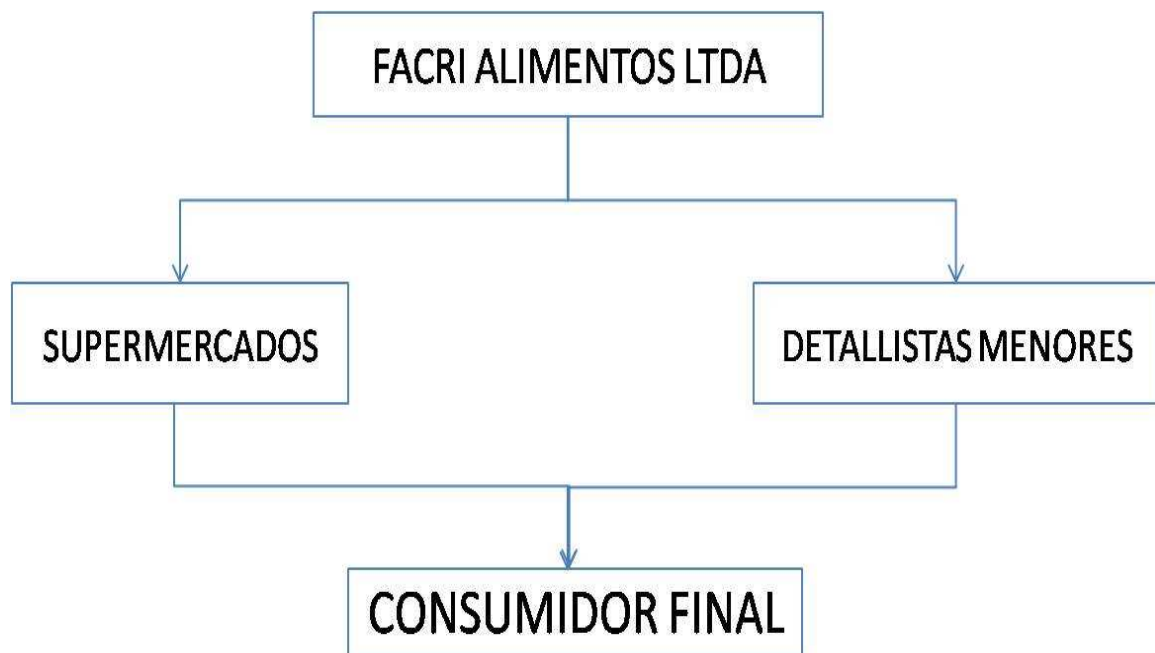 FACRI ALIMENTOS LTDA
SUPERMERCADOS
DETALLISTAS MENORES
CONSUMIDOR FINAL